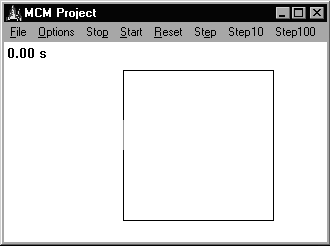 MCM Project
File Options Stop Start Reset Step Step10 Step100
0.00 s